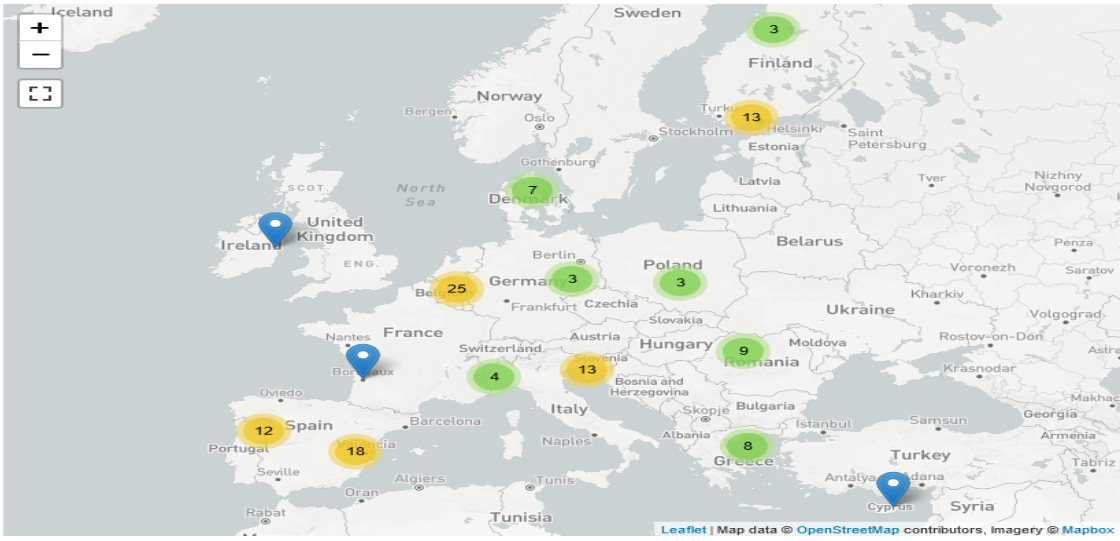 Iceland
Sweden
+
−
3
Finland
Norway
Bergen
Oslo
Turku
13
Helsinki
Stockholm
Saint
Petersburg
Estonia
Gothenburg
Latvia
Tver
Nizhny
Novgorod
SCOT.
North
Sea
7
Denmark
Lithuania
United
Kingdom
Ireland
Belarus
Penza
ENG.
Berlin
Poland
Voronezh
Saratov
25
Belgium
Germany
3
3
Frankfurt
Czechia
Kharkiv
Ukraine
Volgograd
Slovakia
France
Nantes
Austria
Switzerland
Hungary
Moldova
Rostov-on-Don
Slovenia
9
Romania
Astra
Bordeaux
4
13
Bosnia and
Herzegovina
Krasnodar
Oviedo
Makhac
Italy
Skopje
Bulgaria
Georgia
Barcelona
Istanbul
Samsun
12
Spain
Naples
Albania
Armenia
Portugal
18
Valencia
8
Greece
Turkey
Tabriz
Seville
Algiers
Tunis
Antalya
Adana
Oran
Cyprus
Syria
Rabat
Tunisia
Leaflet | Map data © OpenStreetMap contributors, Imagery © Mapbox